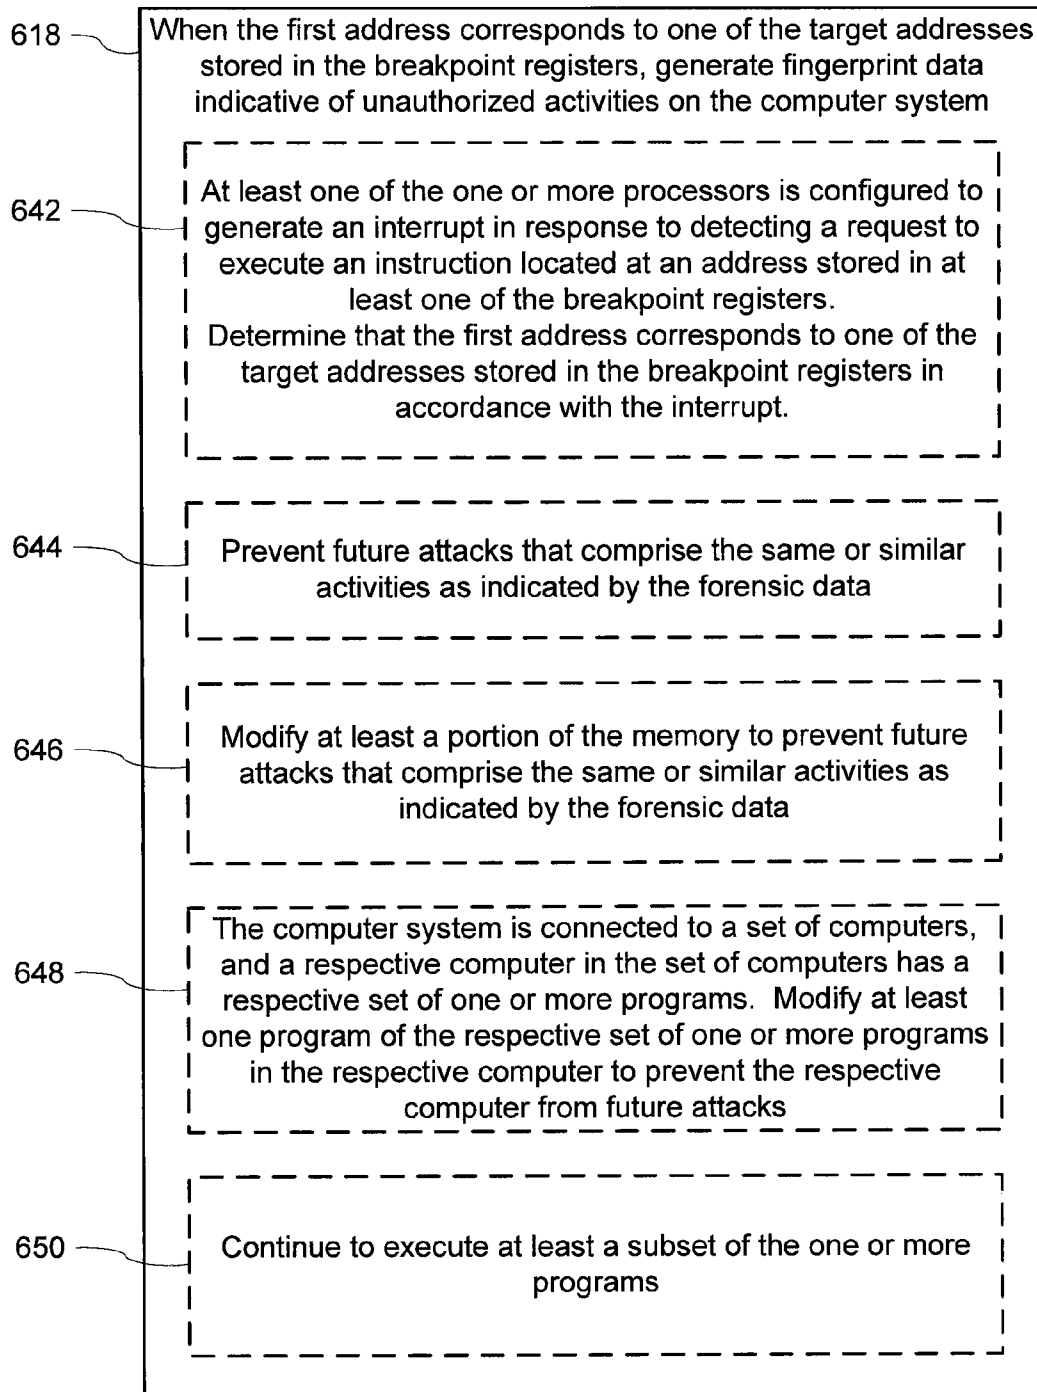 618
When the first address corresponds to one of the target addresses
stored in the breakpoint registers, generate fingerprint data
indicative of unauthorized activities on the computer system
642
At least one of the one or more processors is configured to
generate an interrupt in response to detecting a request to
execute an instruction located at an address stored in at
least one of the breakpoint registers.
Determine that the first address corresponds to one of the
target addresses stored in the breakpoint registers in
accordance with the interrupt.
644
Prevent future attacks that comprise the same or similar
activities as indicated by the forensic data
646
Modify at least a portion of the memory to prevent future
attacks that comprise the same or similar activities as
indicated by the forensic data
648
The computer system is connected to a set of computers,
and a respective computer in the set of computers has a
respective set of one or more programs. Modify at least
one program of the respective set of one or more programs
in the respective computer to prevent the respective
computer from future attacks
650
Continue to execute at least a subset of the one or more
programs